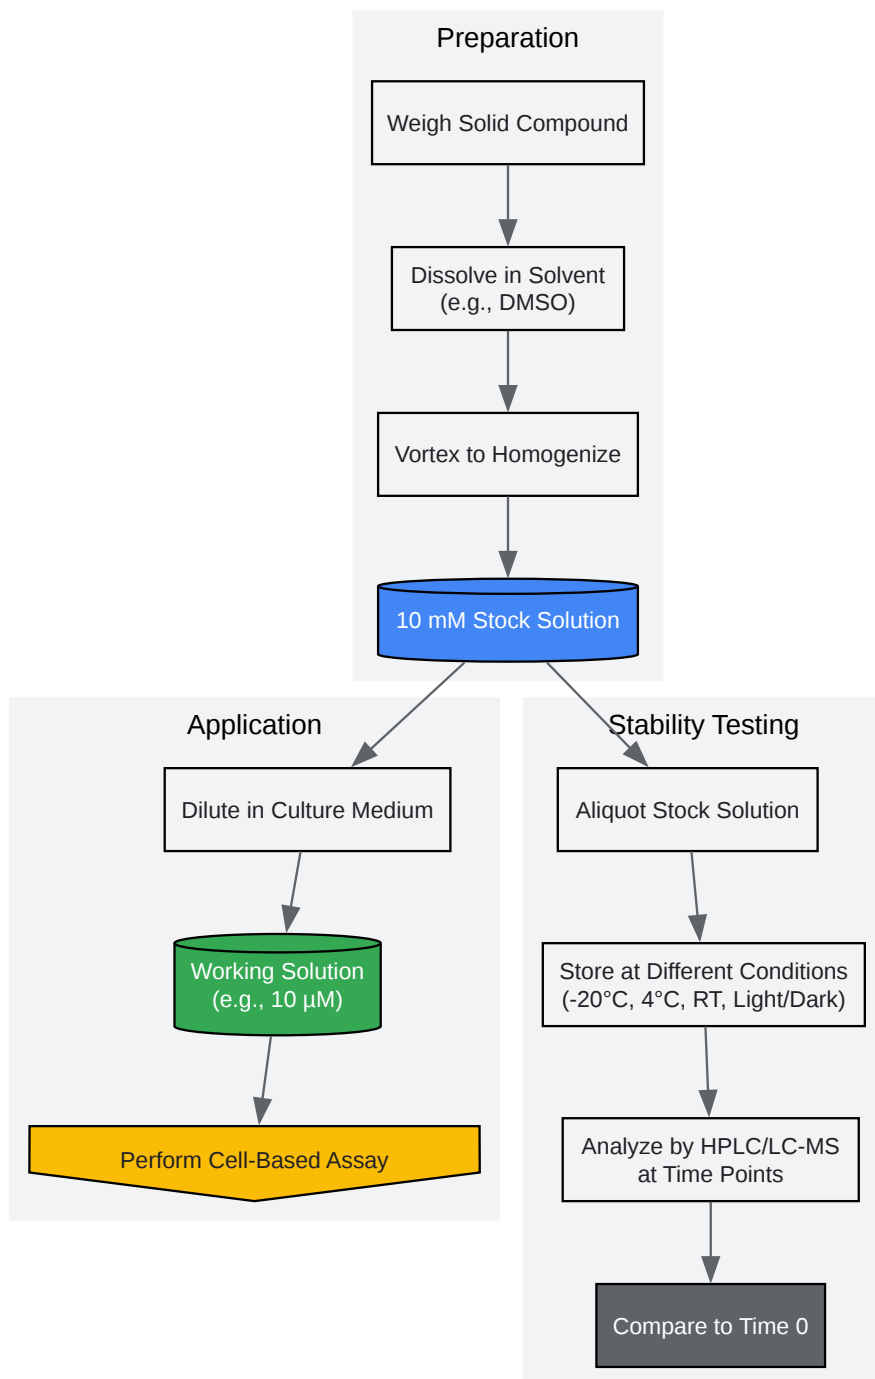 Preparation
Weigh Solid Compound
Dissolve in Solvent
(e.g., DMSO)
Vortex to Homogenize
10 mM Stock Solution
Application
Dilute in Culture Medium
Working Solution
(e.g., 10 µM)
Perform Cell-Based Assay
Stability Testing
Aliquot Stock Solution
Store at Different Conditions
(-20°C, 4°C, RT, Light/Dark)
Analyze by HPLC/LC-MS
at Time Points
Compare to Time 0